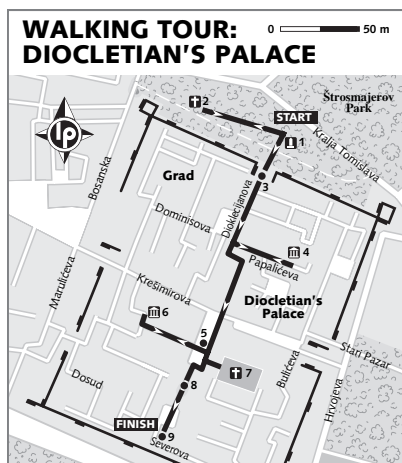 WALKING TOUR:
DIOCLETIAN'S PALACE
0 50 m
Štrosmajerov
Park
2
START
1
Kralja Tomislava
3
Grad
Bosanska
Dioklecijanova
Dominisova
4
Papalićeva
Marulićeva
Krešimirova
Diocletian's
Palace
6
5
Stari Pazar
7
Bulićeva
Dosud
8
Hrvojeva
FINISH
9
Severova
lp